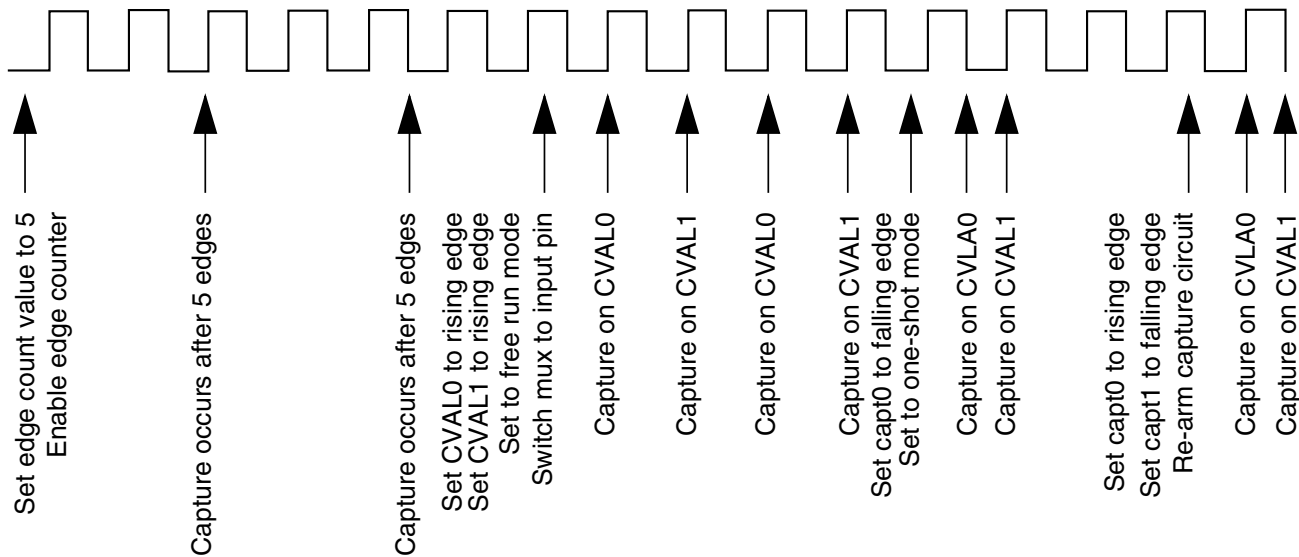 Set edge count value to 5
Enable edge counter
Capture occurs after 5 edges
Capture occurs after 5 edges
Set CVAL0 to rising edge
Set CVAL1 to rising edge
Set to free run mode
Switch mux to input pin
Capture on CVAL0
Capture on CVAL1
Capture on CVAL0
Capture on CVAL1
Set capt0 to falling edge
Set to one-shot mode
Capture on CVLA0
Capture on CVAL1
Set capt0 to rising edge
Set capt1 to falling edge
Re-arm capture circuit
Capture on CVLA0
Capture on CVAL1